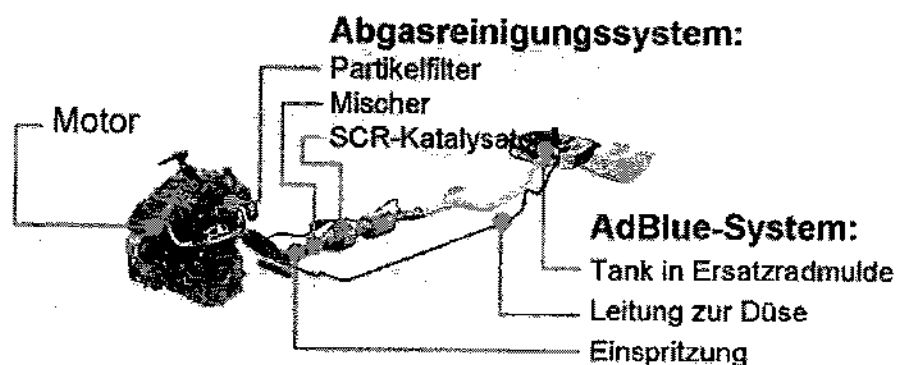 Abgasreinigungssystem:
Partikelfilter
Mischer
SCR-Katalysator
Motor
AdBlue-System:
Tank in Ersatzradmulde
Leitung zur Düse
Einspritzung